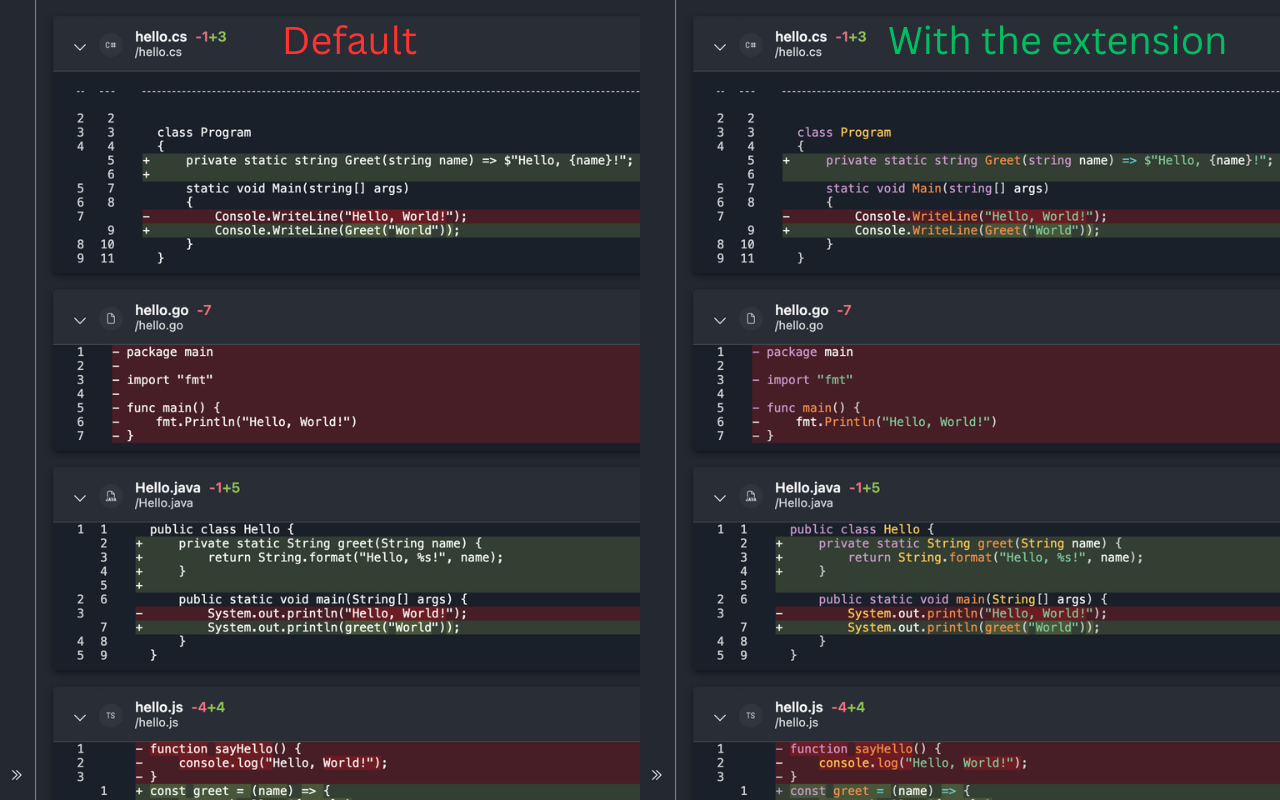 Default
hello.cs -1+3
C#
/hello.cs
-- --- ----------------------------------------------------------------------
2 2
3 3 class Program
4 4 {
5 + private static string Greet(string name) => $"Hello, {name}!";
6 +
5 7 static void Main(string[] args)
6 8 {
7 - Console.WriteLine("Hello, World!");
9 + Console.WriteLine(Greet("World"));
8 10 }
9 11 }
hello.go -7
/hello.go
1 - package main
2 -
3 - import "fmt"
4 -
5 - func main() {
6 - fmt.Println("Hello, World!")
7 - }
Hello.java -1+5
JAVA
/Hello.java
1 1 public class Hello {
2 + private static String greet(String name) {
3 + return String.format("Hello, %s!", name);
4 + }
5 +
2 6 public static void main(String[] args) {
3 - System.out.println("Hello, World!");
7 + System.out.println(greet("World"));
4 8 }
5 9 }
hello.js -4+4
TS
/hello.js
1 - function sayHello() {
2 - console.log("Hello, World!");
3 - }
1 + const greet = (name) => {
With the extension
hello.cs -1+3
C#
/hello.cs
-- --- ----------------------------------------------------------------------
2 2
3 3 class Program
4 4 {
5 + private static string Greet(string name) => $"Hello, {name}!";
6
5 7 static void Main(string[] args)
6 8 {
7 - Console.WriteLine("Hello, World!");
9 + Console.WriteLine(Greet("World"));
8 10 }
9 11 }
hello.go -7
/hello.go
1 - package main
2
3 - import "fmt"
4
5 - func main() {
6 - fmt.Println("Hello, World!")
7 - }
Hello.java -1+5
JAVA
/Hello.java
1 1 public class Hello {
2 + private static String greet(String name) {
3 + return String.format("Hello, %s!", name);
4 + }
5
2 6 public static void main(String[] args) {
3 - System.out.println("Hello, World!");
7 + System.out.println(greet("World"));
4 8 }
5 9 }
hello.js -4+4
TS
/hello.js
1 - function sayHello() {
2 console.log("Hello, World!");
3 - }
1 + const greet = (name) => {